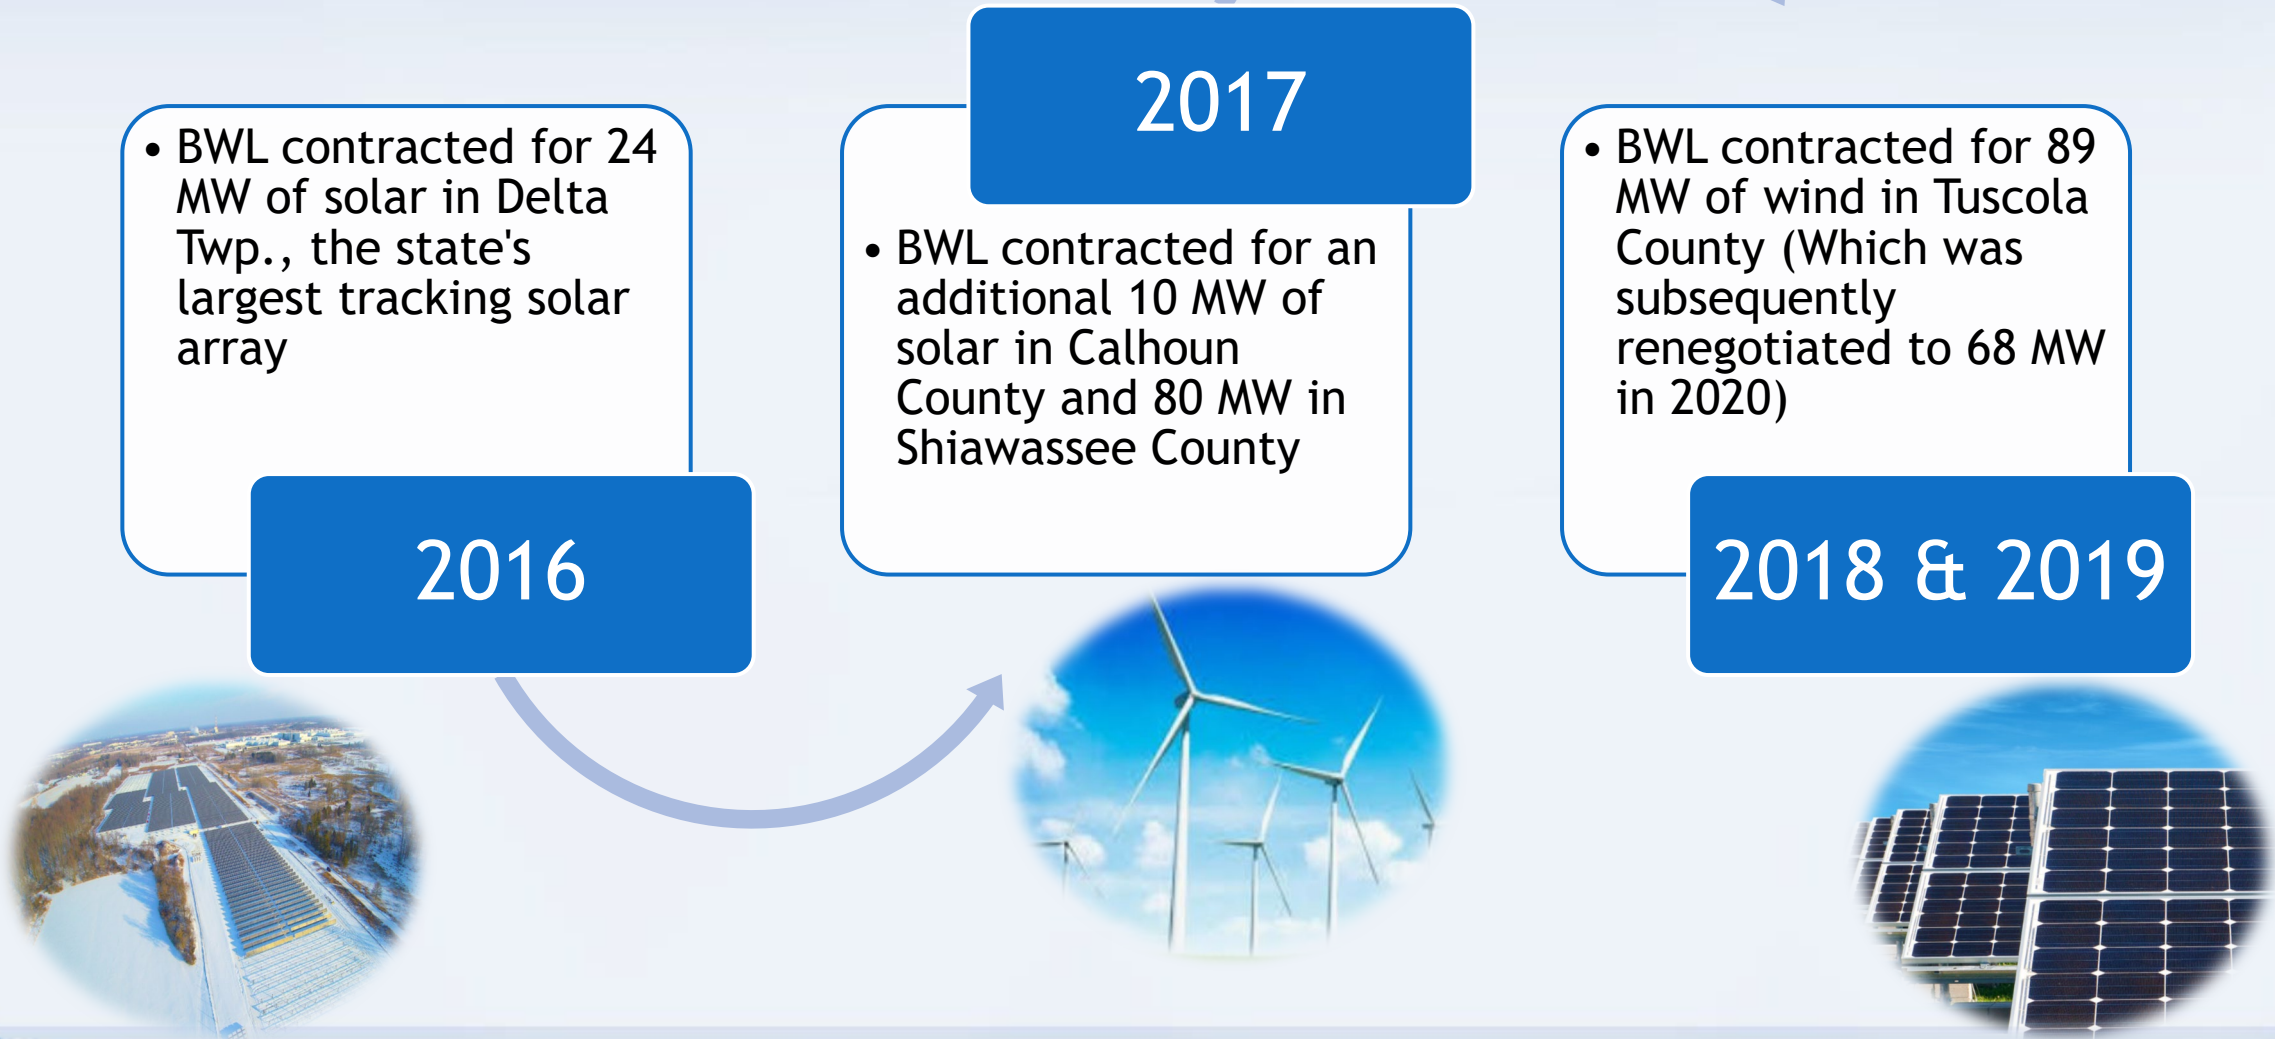 • BWL contracted for 24
MW of solar in Delta
Twp., the state's
largest tracking solar
array
2016
2017
• BWL contracted for an
additional 10 MW of
solar in Calhoun
County and 80 MW in
Shiawassee County
• BWL contracted for 89
MW of wind in Tuscola
County (Which was
subsequently
renegotiated to 68 MW
in 2020)
2018 & 2019